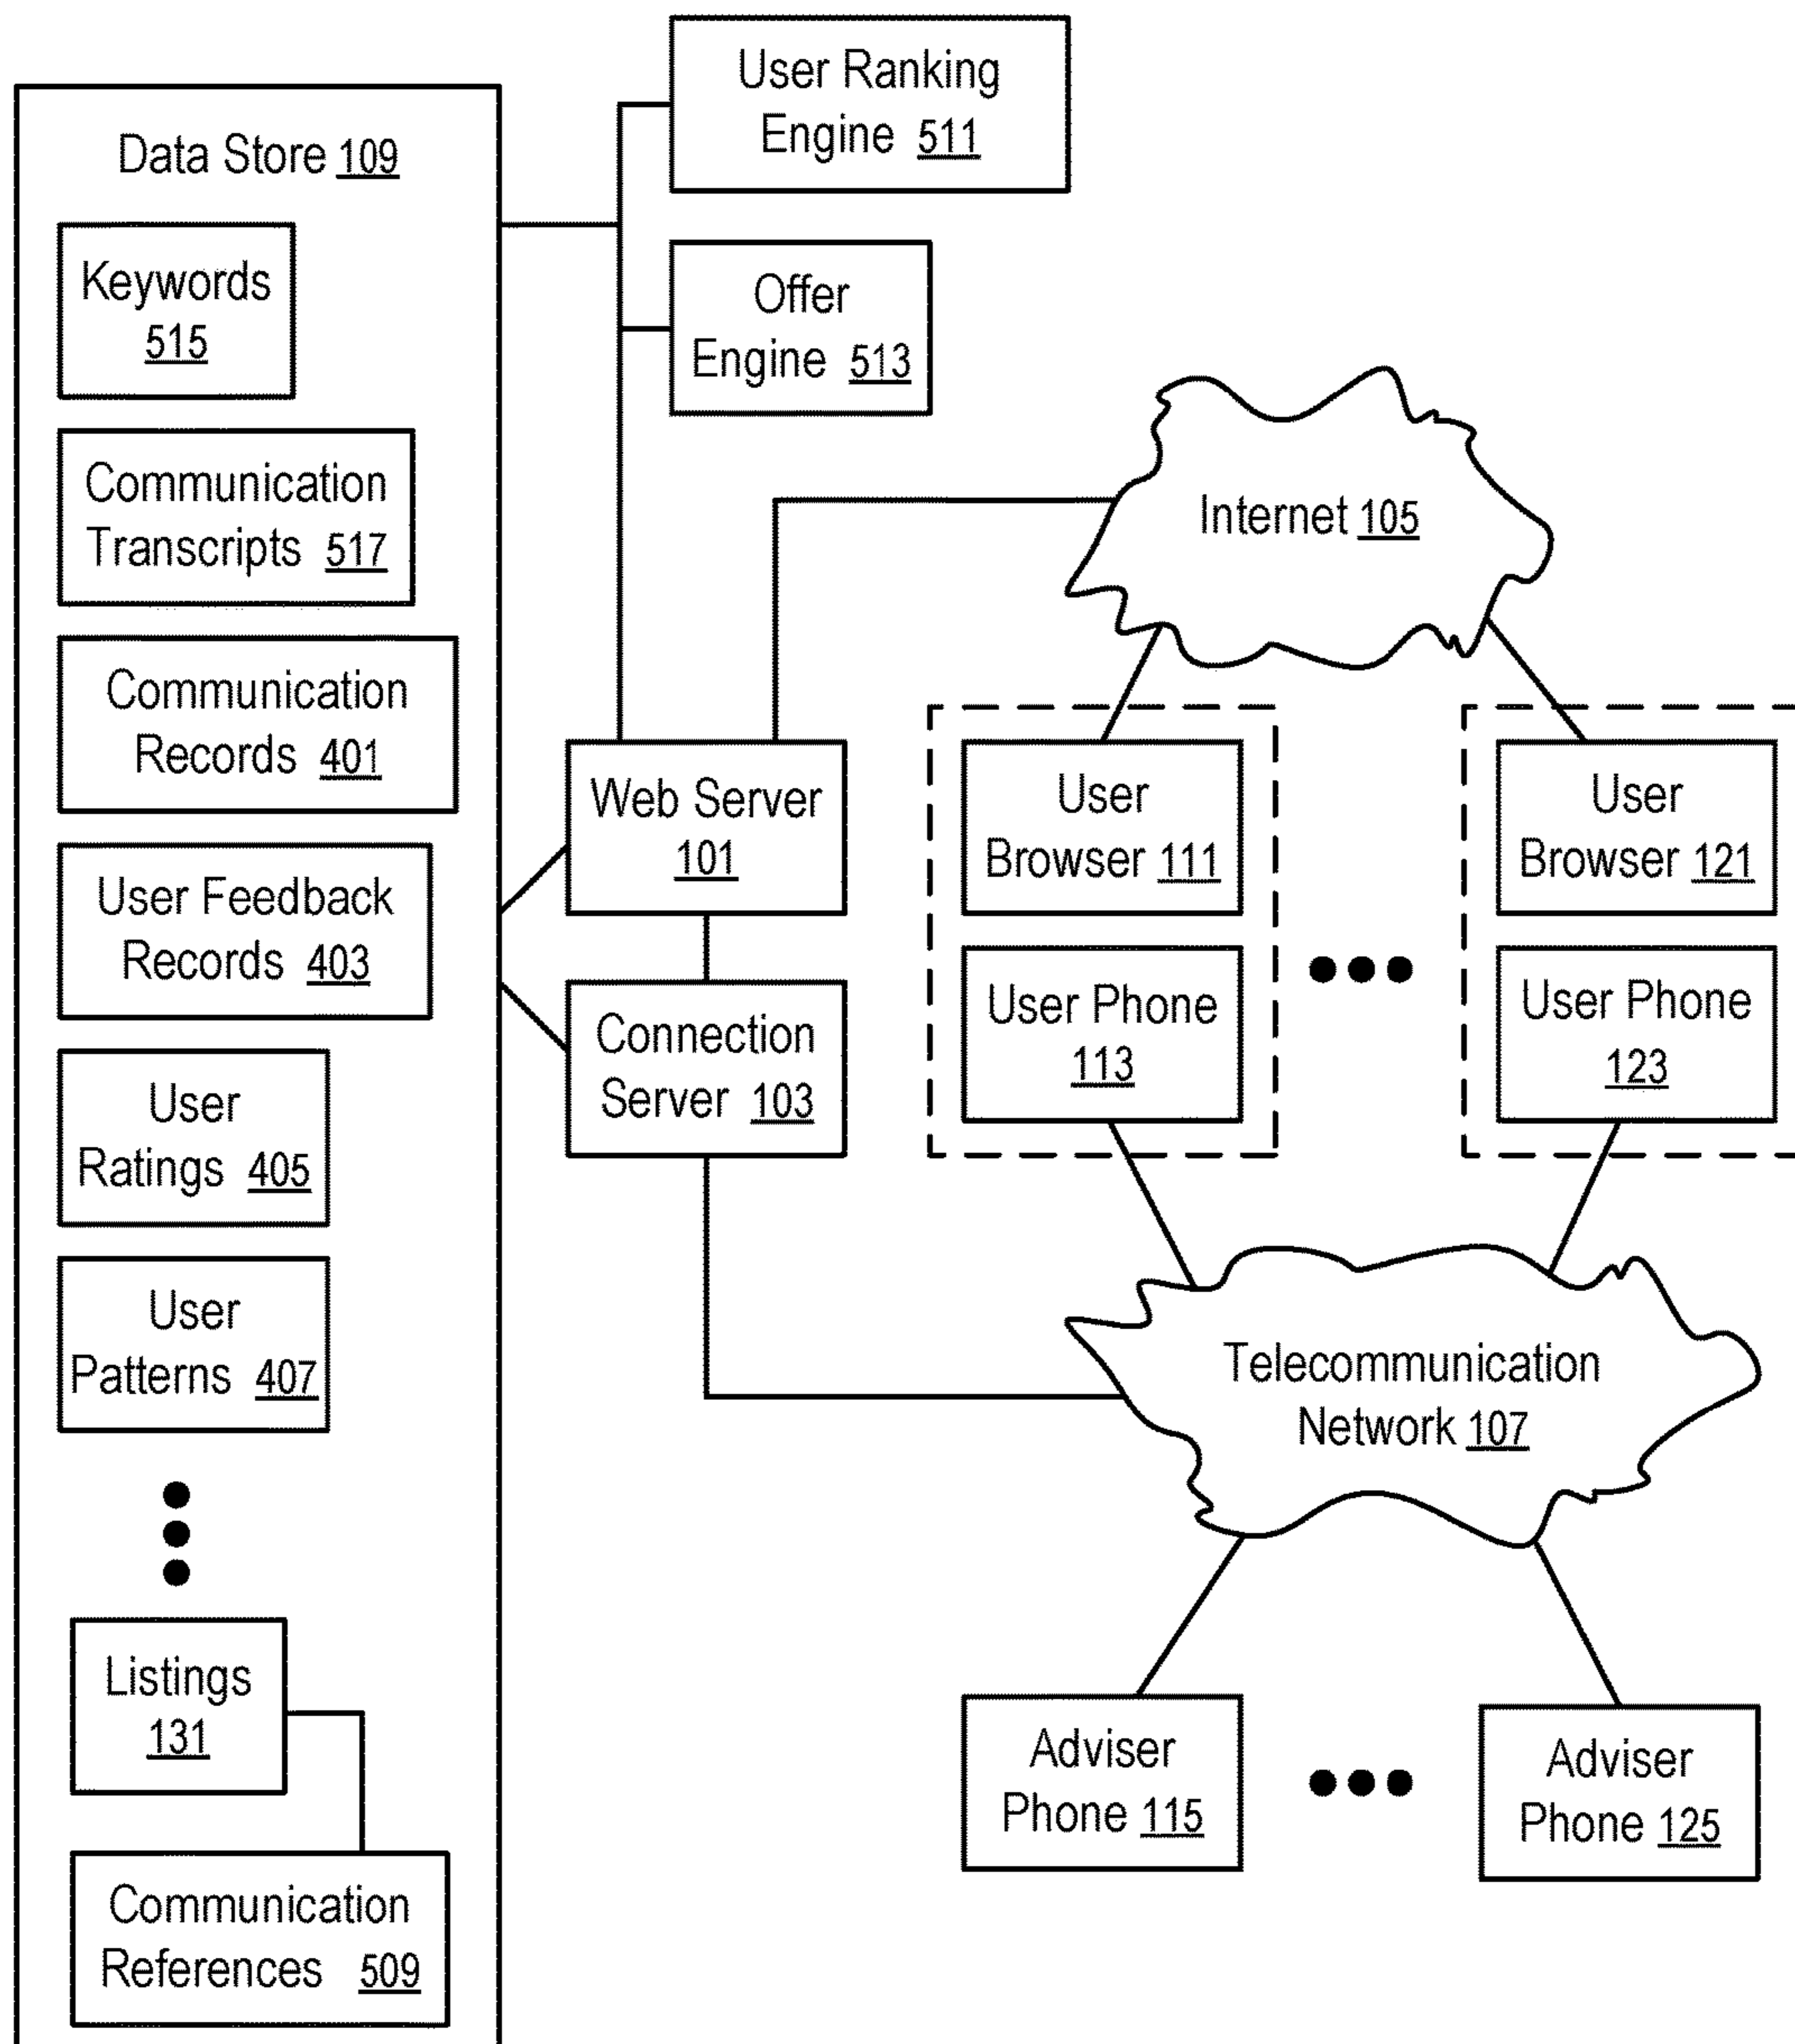 User Ranking
Engine 511
Data Store 109
Keywords
515
Offer
Engine 513
Communication
Transcripts 517
Internet 105
Communication
Records 401
Web Server
101
User
Browser 111
User
Browser 121
User Feedback
Records 403
Connection
Server 103
User Phone
113
User Phone
123
User
Ratings 405
User
Patterns 407
Telecommunication
Network 107
Listings
131
Adviser
Phone 115
Adviser
Phone 125
Communication
References 509